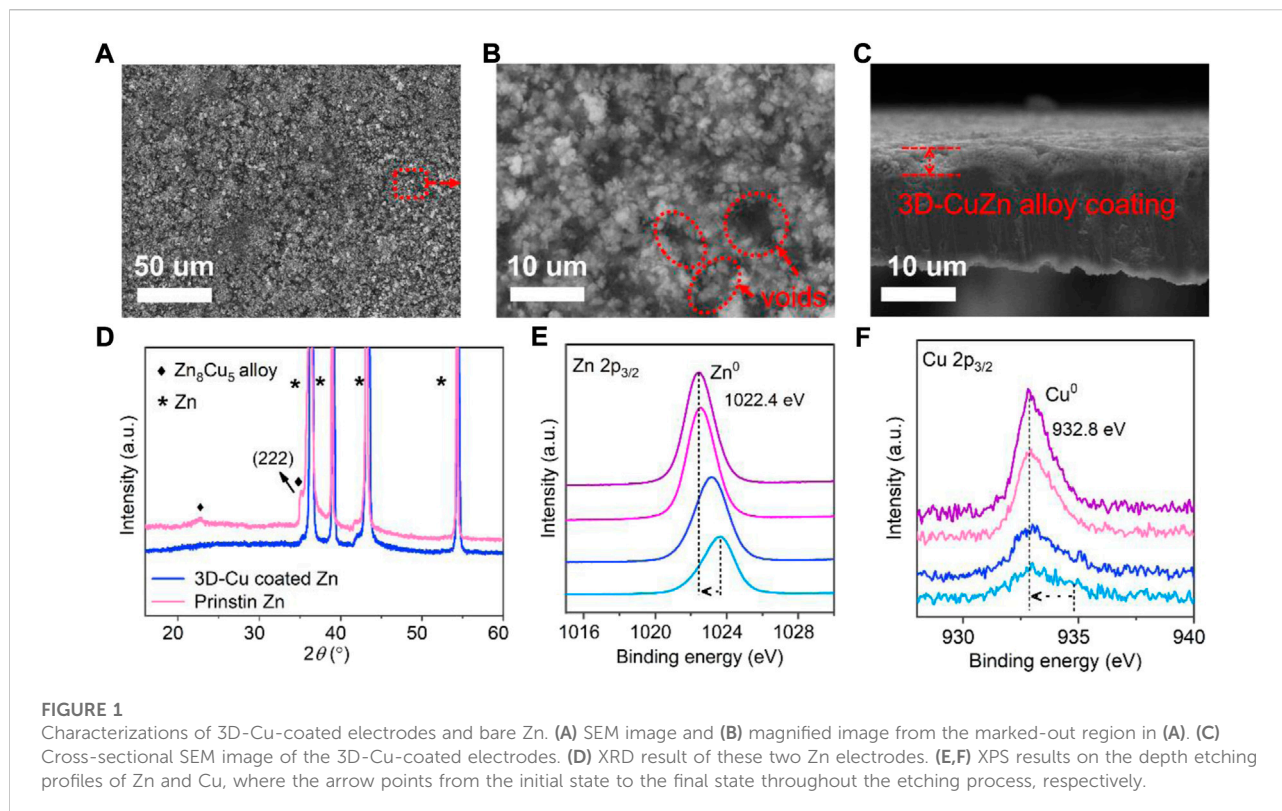 A
50 um
B
voids
10 um
C
3D-CuZn alloy coating
10 um
D
♦ Zn₈Cu₅ alloy
* Zn
* * * *
(222)
♦
♦
3D-Cu coated Zn
Prinstin Zn
Intensity (a.u.)
20 30 40 50 60
2θ (°)
E
Zn 2p₃/₂
Zn⁰
1022.4 eV
Intensity (a.u.)
1016 1020 1024 1028
Binding energy (eV)
F
Cu 2p₃/₂
Cu⁰
932.8 eV
Intensity (a.u.)
930 935 940
Binding energy (eV)
FIGURE 1
Characterizations of 3D-Cu-coated electrodes and bare Zn. (A) SEM image and (B) magnified image from the marked-out region in (A). (C)
Cross-sectional SEM image of the 3D-Cu-coated electrodes. (D) XRD result of these two Zn electrodes. (E,F) XPS results on the depth etching
profiles of Zn and Cu, where the arrow points from the initial state to the final state throughout the etching process, respectively.